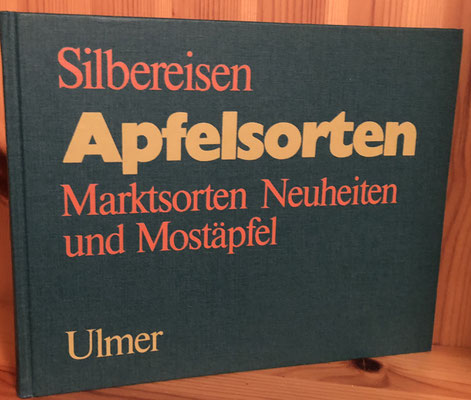 Silbereisen
Apfelsorten
Marktsorten Neuheiten
und Mostäpfel
Ulmer